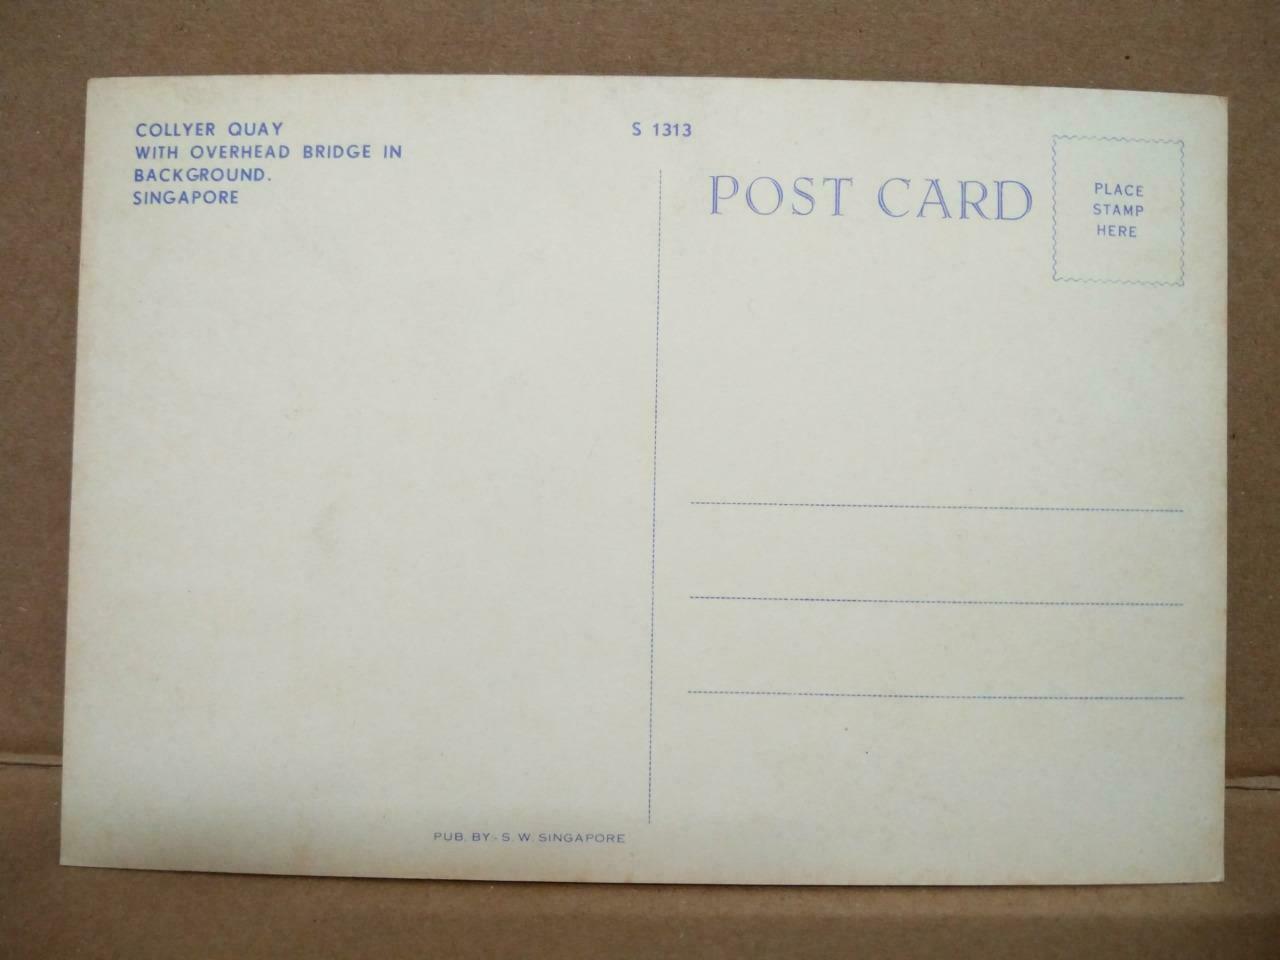 COLLYER QUAY
WITH OVERHEAD BRIDGE IN
BACKGROUND.
SINGAPORE
S 1313
POST CARD
PLACE
STAMP
HERE
PUB. BY:- S. W. SINGAPORE